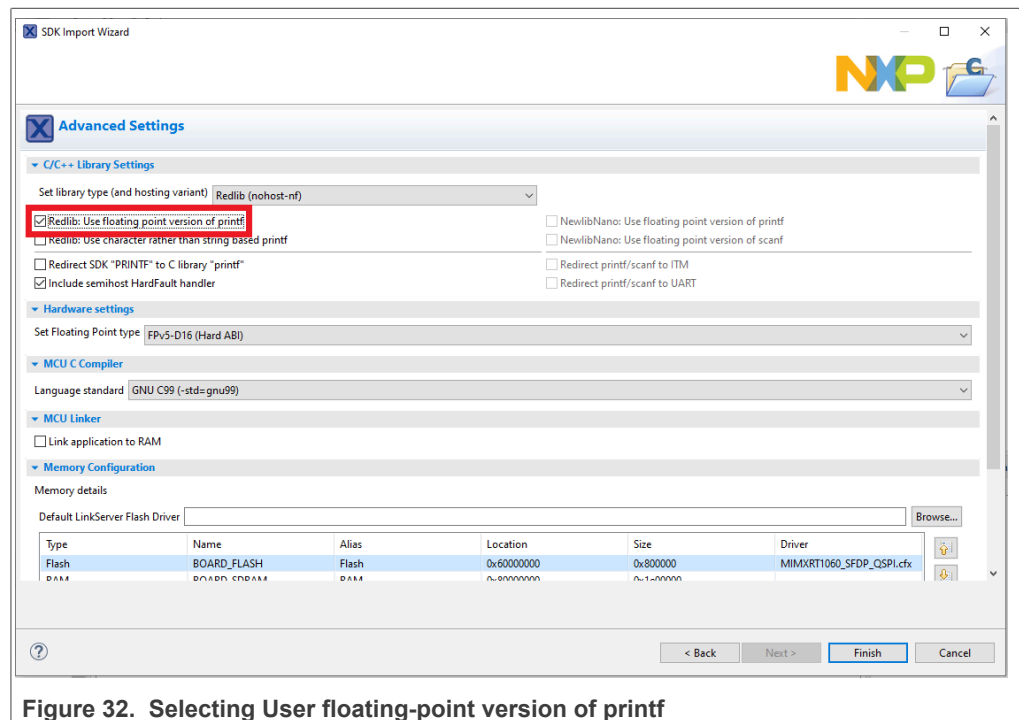 SDK Import Wizard
NXP
Advanced Settings
C/C++ Library Settings
Set library type (and hosting variant) Redlib (nohost-nf)
Redlib: Use floating point version of printf NewlibNano: Use floating point version of printf
Redlib: Use character rather than string based printf NewlibNano: Use floating point version of scanf
Redirect SDK "PRINTF" to C library "printf" Redirect printf/scanf to ITM
Include semihost HardFault handler Redirect printf/scanf to UART
Hardware settings
Set Floating Point type FPv5-D16 (Hard ABI)
MCU C Compiler
Language standard GNU C99 (-std=gnu99)
MCU Linker
Link application to RAM
Memory Configuration
Memory details
Default LinkServer Flash Driver Browse...
Type Name Alias Location Size Driver
Flash BOARD_FLASH Flash 0x60000000 0x800000 MIMXRT1060_SFDP_QSPI.cfx
RAM BOARD_SDRAM RAM 0x80000000 0x1e00000
< Back Next > Finish Cancel
Figure 32. Selecting User floating-point version of printf